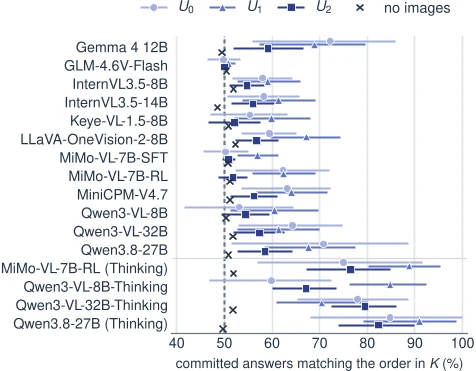 U₀ U₁ U₂ no images
Gemma 4 12B
GLM-4.6V-Flash
InternVL3.5-8B
InternVL3.5-14B
Keye-VL-1.5-8B
LLaVA-OneVision-2-8B
MiMo-VL-7B-SFT
MiMo-VL-7B-RL
MiniCPM-V4.7
Qwen3-VL-8B
Qwen3-VL-32B
Qwen3.8-27B
MiMo-VL-7B-RL (Thinking)
Qwen3-VL-8B-Thinking
Qwen3-VL-32B-Thinking
Qwen3.8-27B (Thinking)
40 50 60 70 80 90 100
committed answers matching the order in K (%)